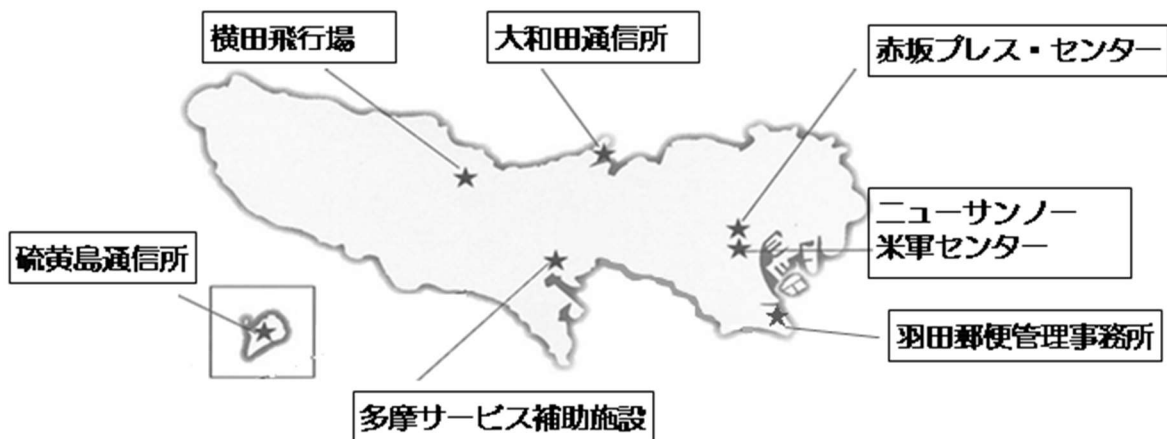 横田飛行場
大和田通信所
赤坂プレス・センター
ニューサンノー
米軍センター
硫黄島通信所
羽田郵便管理事務所
多摩サービス補助施設